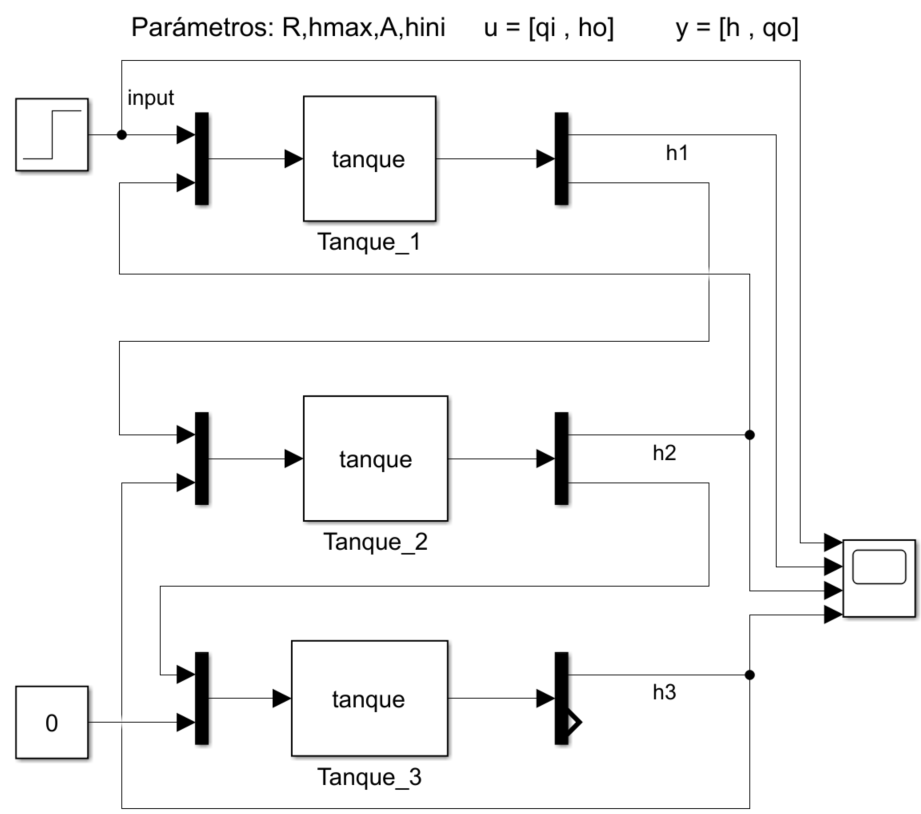 Parámetros: R,hmax,A,hini    u = [qi , ho]    y = [h , qo]
input
tanque
h1
Tanque_1
tanque
h2
Tanque_2
tanque
h3
0
Tanque_3